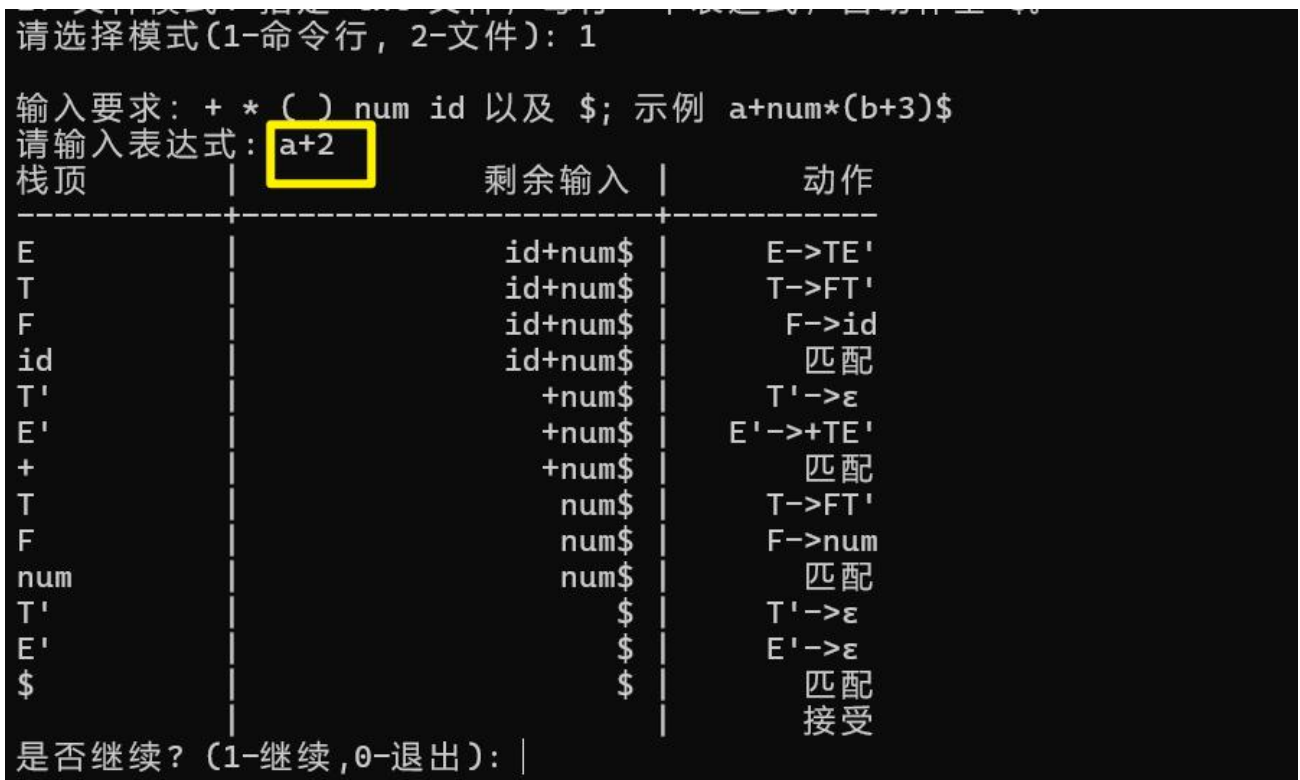 请选择模式(1-命令行, 2-文件): 1
输入要求: + * ( ) num id 以及 $; 示例 a+num*(b+3)$
请输入表达式: a+2
栈顶 | 剩余输入 | 动作
-----------+----------------------+-----------
E | id+num$ | E->TE'
T | id+num$ | T->FT'
F | id+num$ | F->id
id | id+num$ | 匹配
T' | +num$ | T'->ε
E' | +num$ | E'->+TE'
+ | +num$ | 匹配
T | num$ | T->FT'
F | num$ | F->num
num | num$ | 匹配
T' | $ | T'->ε
E' | $ | E'->ε
$ | $ | 匹配
| | 接受
是否继续? (1-继续,0-退出):